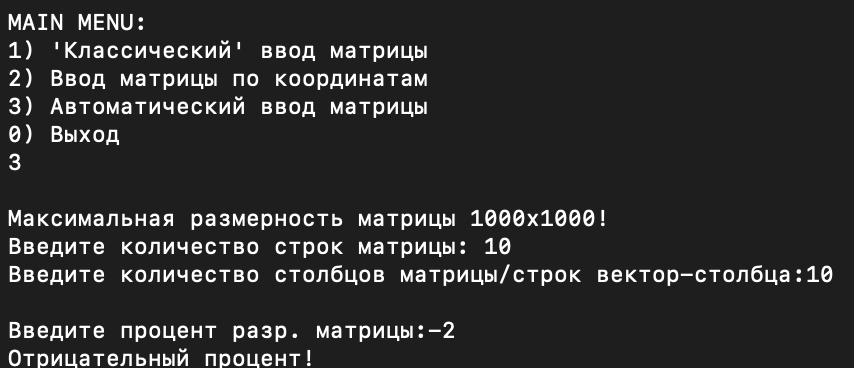 MAIN MENU:
1) 'Классический' ввод матрицы
2) Ввод матрицы по координатам
3) Автоматический ввод матрицы
0) Выход
3
Максимальная размерность матрицы 1000x1000!
Введите количество строк матрицы: 10
Введите количество столбцов матрицы/строк вектор-столбца:10
Введите процент разр. матрицы:-2
Отрицательный процент!